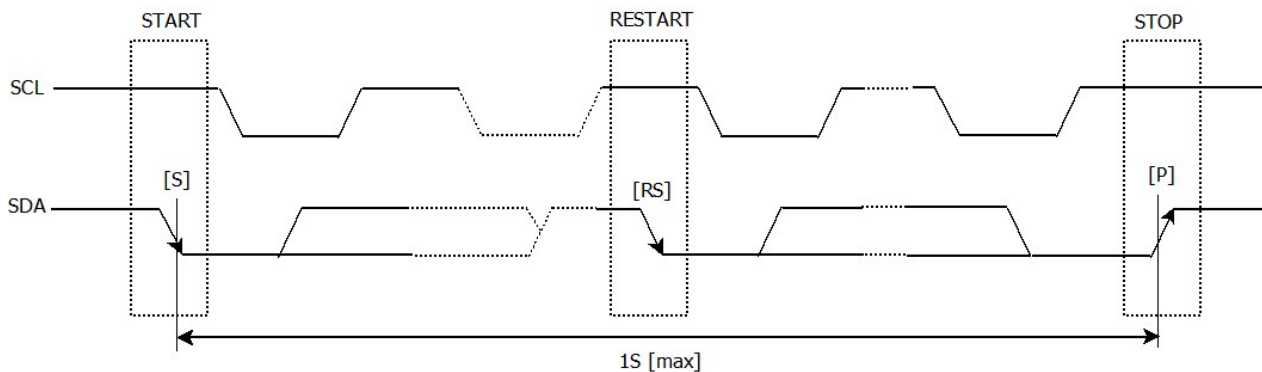 START
RESTART
STOP
SCL
[S]
[RS]
[P]
SDA
1S [max]